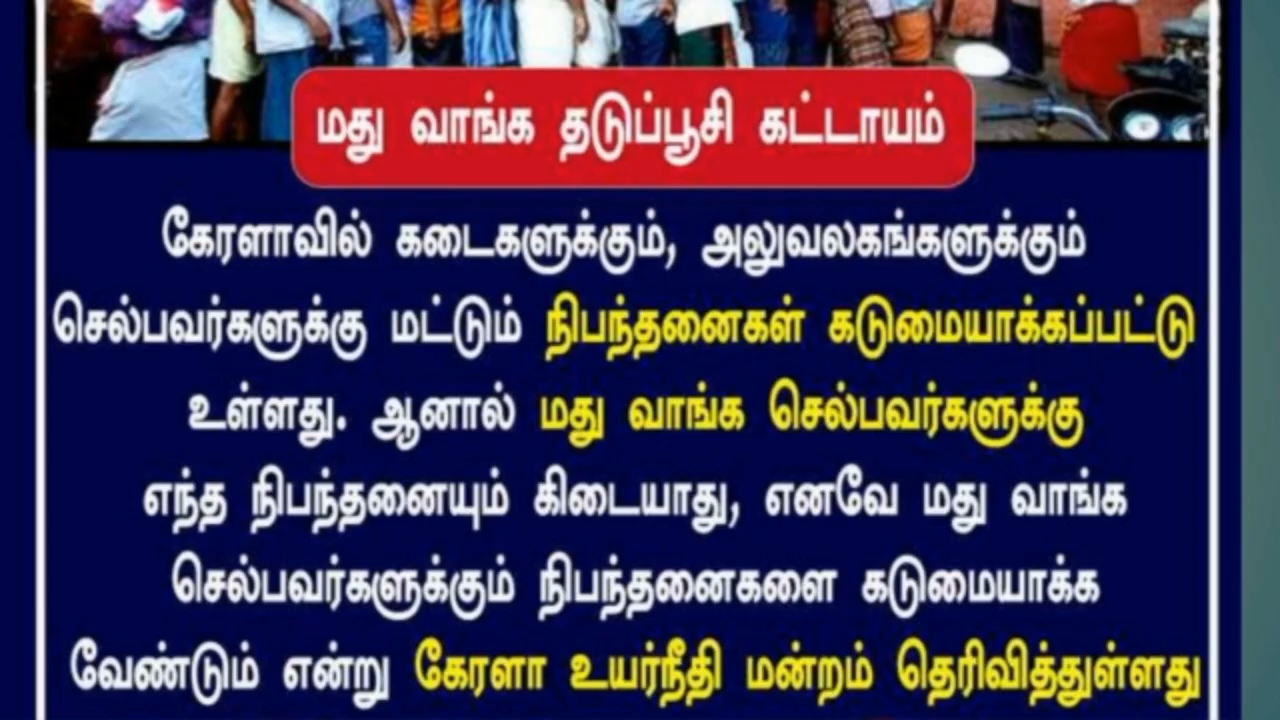 மது வாங்க தடுப்பூசி கட்டாயம்
கேரளாவில் கடைகளுக்கும், அலுவலகங்களுக்கும்
செல்பவர்களுக்கு மட்டும் நிபந்தனைகள் கடுமையாக்கப்பட்டு
உள்ளது. ஆனால் மது வாங்க செல்பவர்களுக்கு
எந்த நிபந்தனையும் கிடையாது, எனவே மது வாங்க
செல்பவர்களுக்கும் நிபந்தனைகளை கடுமையாக்க
வேண்டும் என்று கேரளா உயர்நீதி மன்றம் தெரிவித்துள்ளது